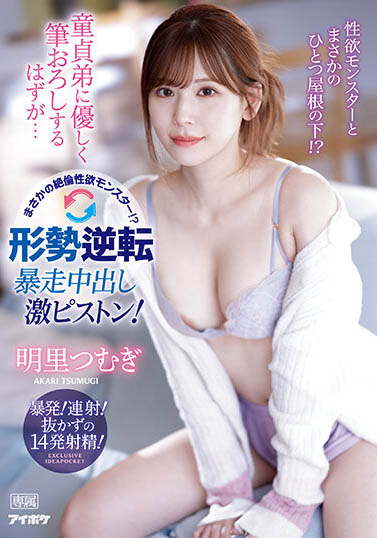 性欲モンスターと
まさかの
ひとつ屋根の下!?
童貞弟に優しく
筆おろしする
はずが…
まさかの絶倫性欲モンスター!?
形勢逆転
暴走中出し
激ピストン!
明里つむぎ
AKARI TSUMUGI
暴発!連射!
抜かずの
14発射精!
EXCLUSIVE
IDEAPOCKET
専属
アイポケ